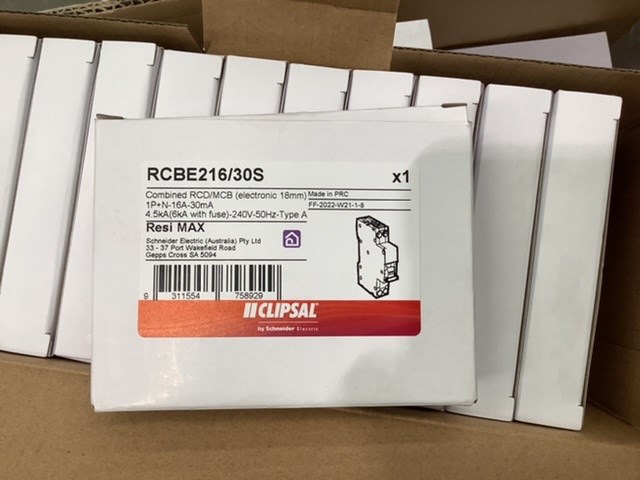 RCBE216/30S x1
Combined RCD/MCB (electronic 18mm) Made in PRC
1P+N-16A-30mA FF-2022-W21-1-8
4.5kA(6kA with fuse)-240V-50Hz-Type A
Resi MAX
Schneider Electric (Australia) Pty Ltd
33 - 37 Port Wakefield Road
Gepps Cross SA 5094
9 311554 758929
CLIPSAL
by Schneider Electric